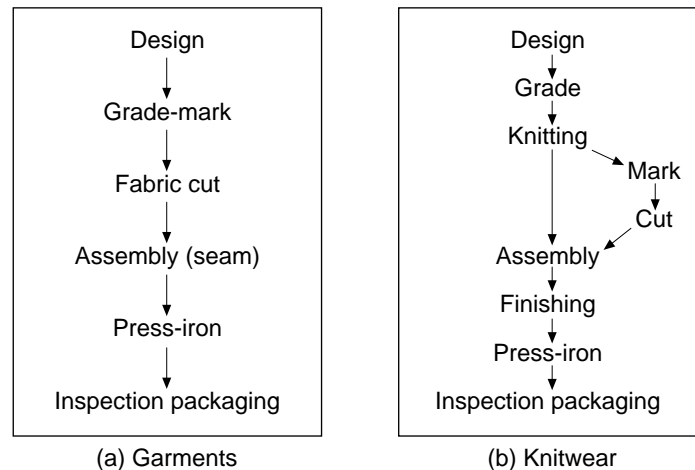 Design
Grade-mark
Fabric cut
Assembly (seam)
Press-iron
Inspection packaging
(a) Garments
Design
Grade
Knitting
Mark
Cut
Assembly
Finishing
Press-iron
Inspection packaging
(b) Knitwear